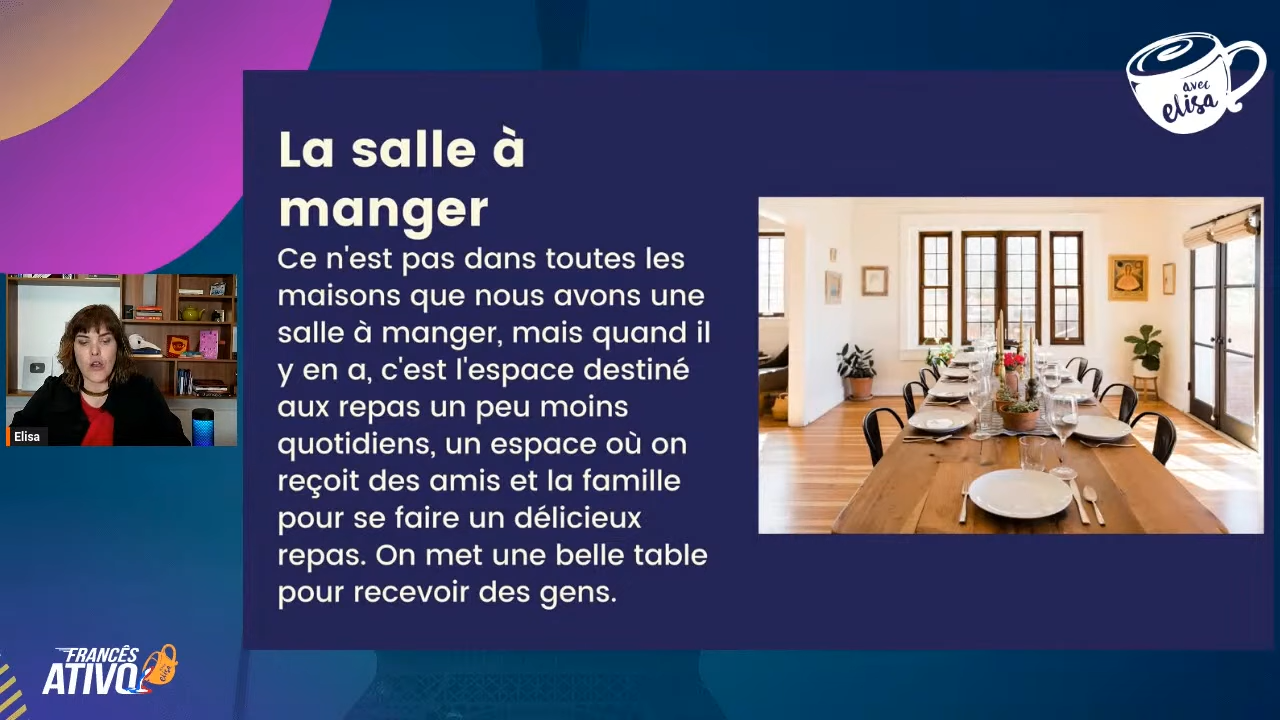 avec
elisa
La salle à
manger
Ce n'est pas dans toutes les
maisons que nous avons une
salle à manger, mais quand il
y en a, c'est l'espace destiné
aux repas un peu moins
quotidiens, un espace où on
reçoit des amis et la famille
pour se faire un délicieux
repas. On met une belle table
pour recevoir des gens.
Elisa
FRANCÊS
ATIVO
elisa